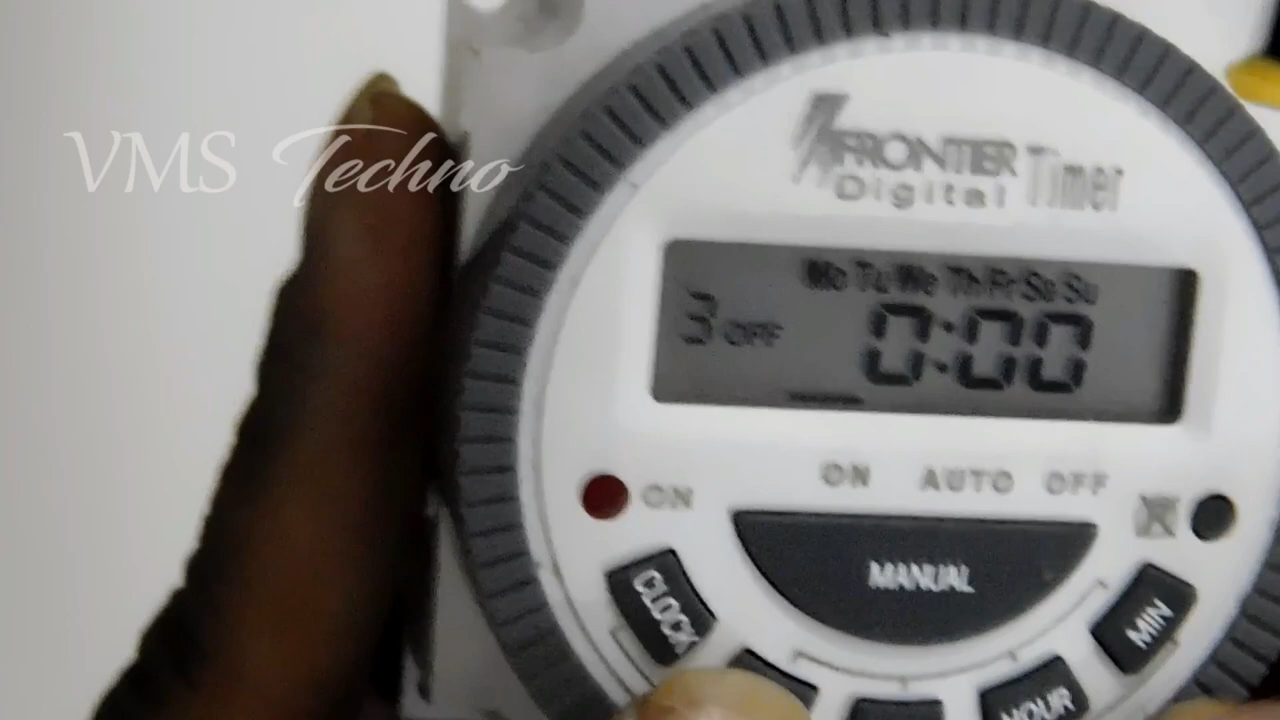 VMS Techno
FRONTIER Timer
Digital
Mo Tu We Th Fr Sa Su
3 OFF 0:00
ON AUTO OFF
ON
MANUAL
CLOCK
MIN
HOUR